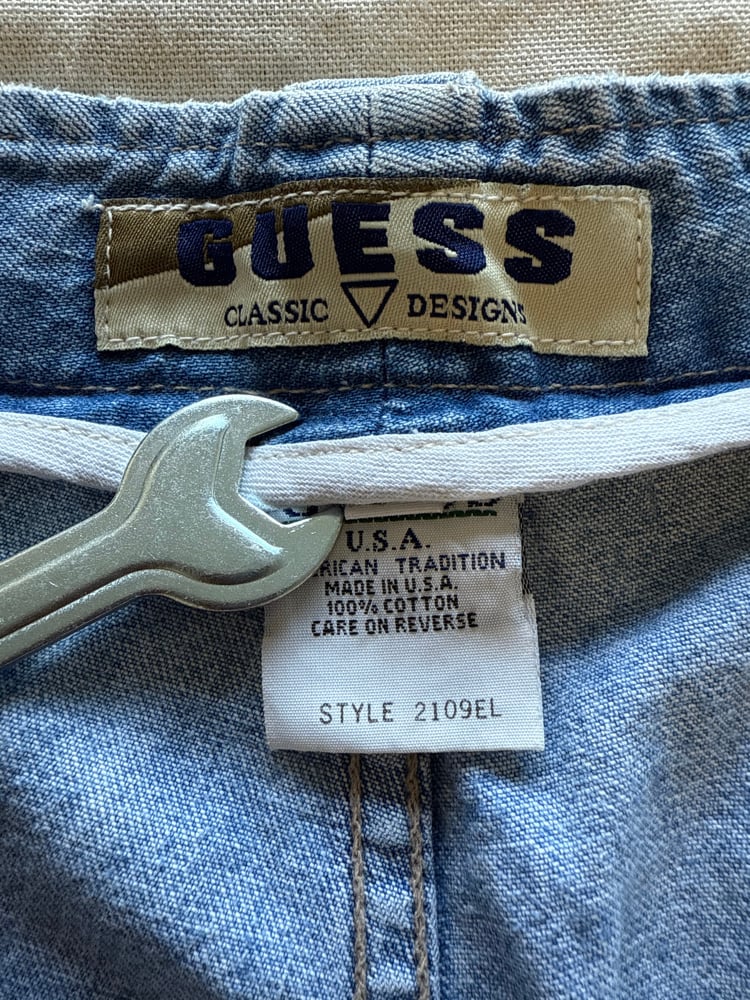 GUESS
CLASSIC DESIGNS
U.S.A.
RICAN TRADITION
MADE IN U.S.A.
100% COTTON
CARE ON REVERSE
STYLE 2109EL